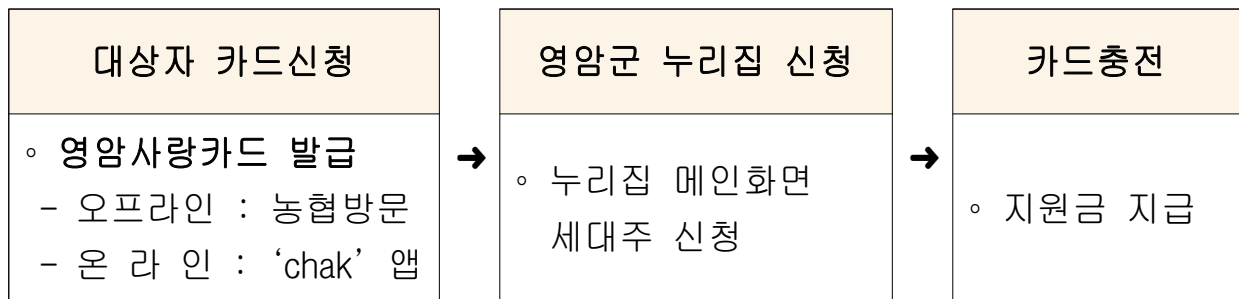 대상자 카드신청
◦ 영암사랑카드 발급
- 오프라인 : 농협방문
- 온 라 인 : ‘chak’ 앱
➜
영암군 누리집 신청
◦ 누리집 메인화면
세대주 신청
➜
카드충전
◦ 지원금 지급